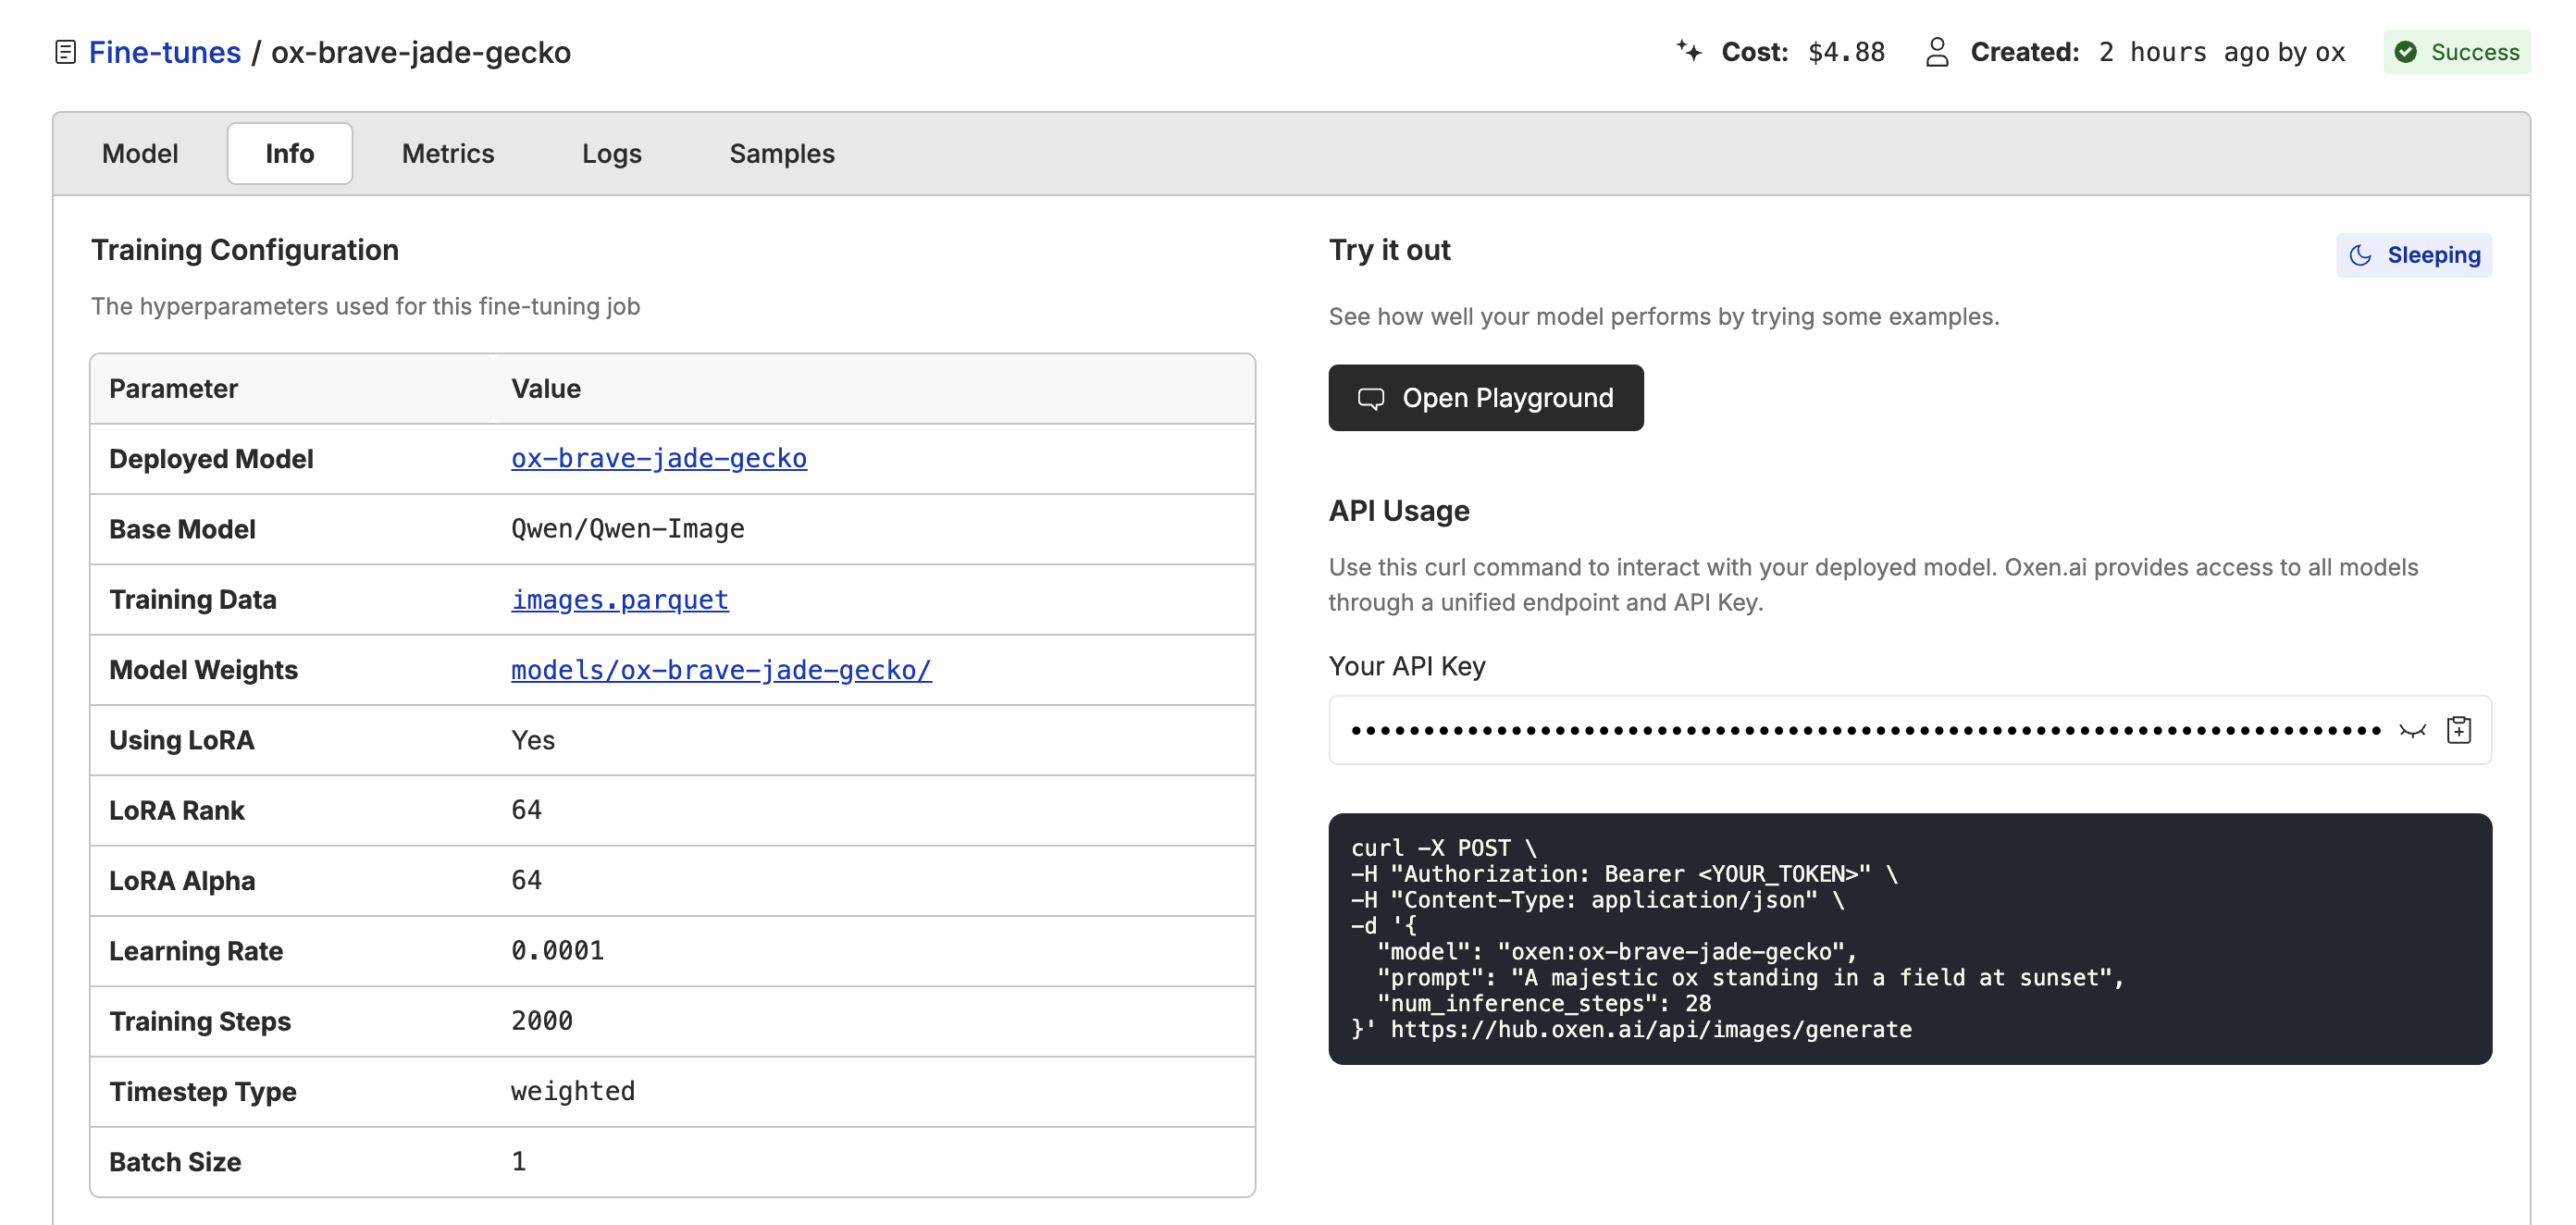 Fine-tunes / ox-brave-jade-gecko
Cost: $4.88
Created: 2 hours ago by ox
Success
Model
Info
Metrics
Logs
Samples
Training Configuration
The hyperparameters used for this fine-tuning job
Parameter Value
Deployed Model ox-brave-jade-gecko
Base Model Qwen/Qwen-Image
Training Data images.parquet
Model Weights models/ox-brave-jade-gecko/
Using LoRA Yes
LoRA Rank 64
LoRA Alpha 64
Learning Rate 0.0001
Training Steps 2000
Timestep Type weighted
Batch Size 1
Try it out
Sleeping
See how well your model performs by trying some examples.
Open Playground
API Usage
Use this curl command to interact with your deployed model. Oxen.ai provides access to all models
through a unified endpoint and API Key.
Your API Key
curl -X POST \
-H "Authorization: Bearer <YOUR_TOKEN>" \
-H "Content-Type: application/json" \
-d '{
"model": "oxen:ox-brave-jade-gecko",
"prompt": "A majestic ox standing in a field at sunset",
"num_inference_steps": 28
}' https://hub.oxen.ai/api/images/generate